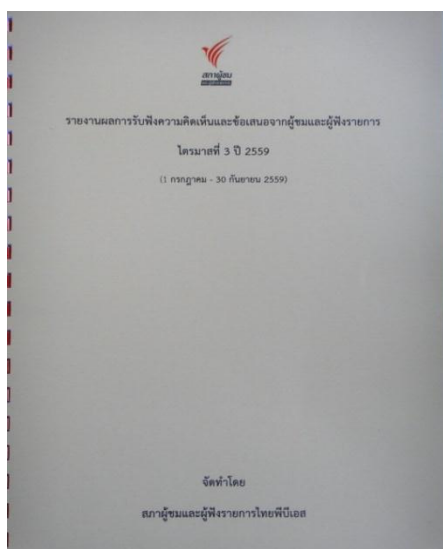 สภาผู้ชม
รายงานผลการรับฟังความคิดเห็นและข้อเสนอจากผู้ชมและผู้ฟังรายการ
ไตรมาสที่ 3 ปี 2559
(1 กรกฎาคม - 30 กันยายน 2559)
จัดทำโดย
สภาผู้ชมและผู้ฟังรายการไทยพีบีเอส